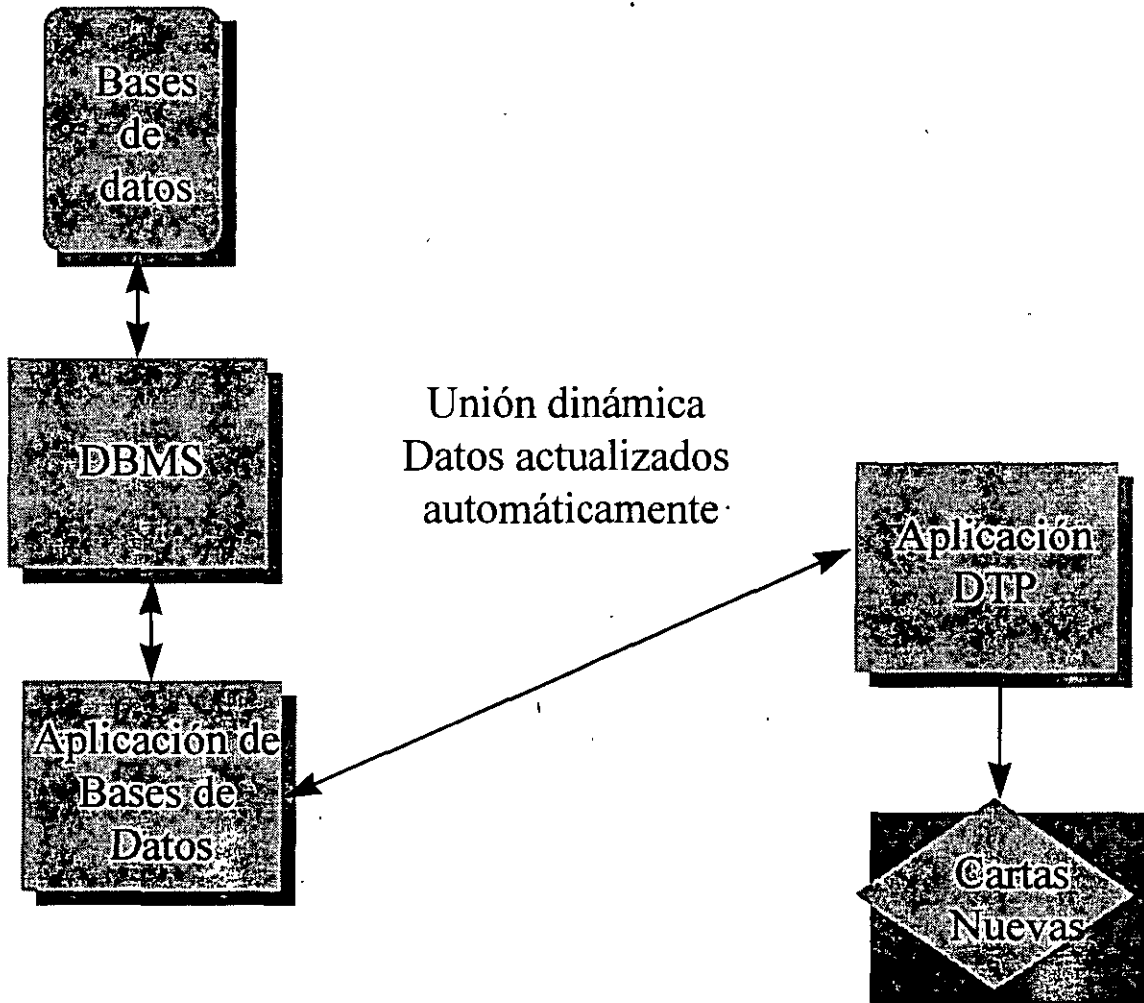 Bases
de
datos
DBMS
Unión dinámica
Datos actualizados
automáticamente
Aplicación
DTP
Aplicación de
Bases de
Datos
Cartas
Nuevas